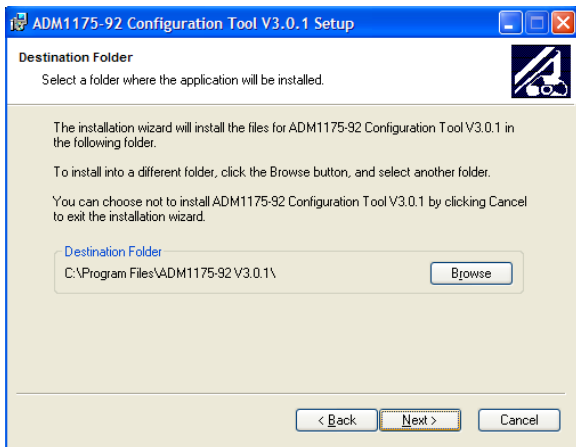 ADM1175-92 Configuration Tool V3.0.1 Setup
Destination Folder
Select a folder where the application will be installed.
The installation wizard will install the files for ADM1175-92 Configuration Tool V3.0.1 in
the following folder.
To install into a different folder, click the Browse button, and select another folder.
You can choose not to install ADM1175-92 Configuration Tool V3.0.1 by clicking Cancel
to exit the installation wizard.
Destination Folder
C:\Program Files\ADM1175-92 V3.0.1\
Browse
< Back
Next >
Cancel